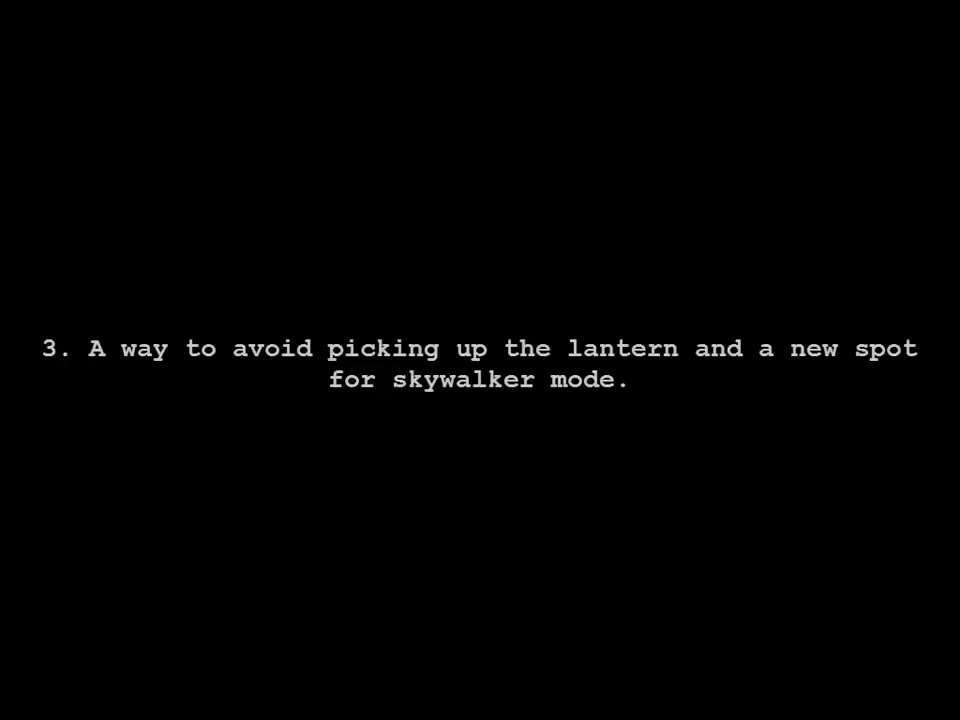 3. A way to avoid picking up the lantern and a new spot
for skywalker mode.